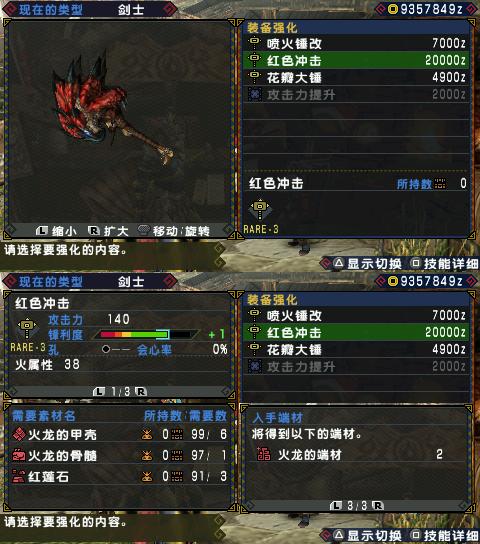 现在的类型 剑士
9357849z
装备强化
喷火锤改 7000z
红色冲击 20000z
花瓣大锤 4900z
攻击力提升 2000z
红色冲击 所持数 0
RARE-3
L 缩小 R 扩大 移动/旋转
请选择要强化的内容。
△显示切换 □技能详细
现在的类型 剑士
9357849z
红色冲击
攻击力 140
锋利度 +1
RARE-3 孔 ●—— 会心率 0%
火属性 38
L 1/3 R
装备强化
喷火锤改 7000z
红色冲击 20000z
花瓣大锤 4900z
攻击力提升 2000z
需要素材名 所持数/需要数
火龙的甲壳 0 99/ 6
火龙的骨髓 0 97/ 1
红莲石 0 91/ 3
入手端材
将得到以下的端材。
火龙的端材 2
L 3/3 R
请选择要强化的内容。
△显示切换 □技能详细